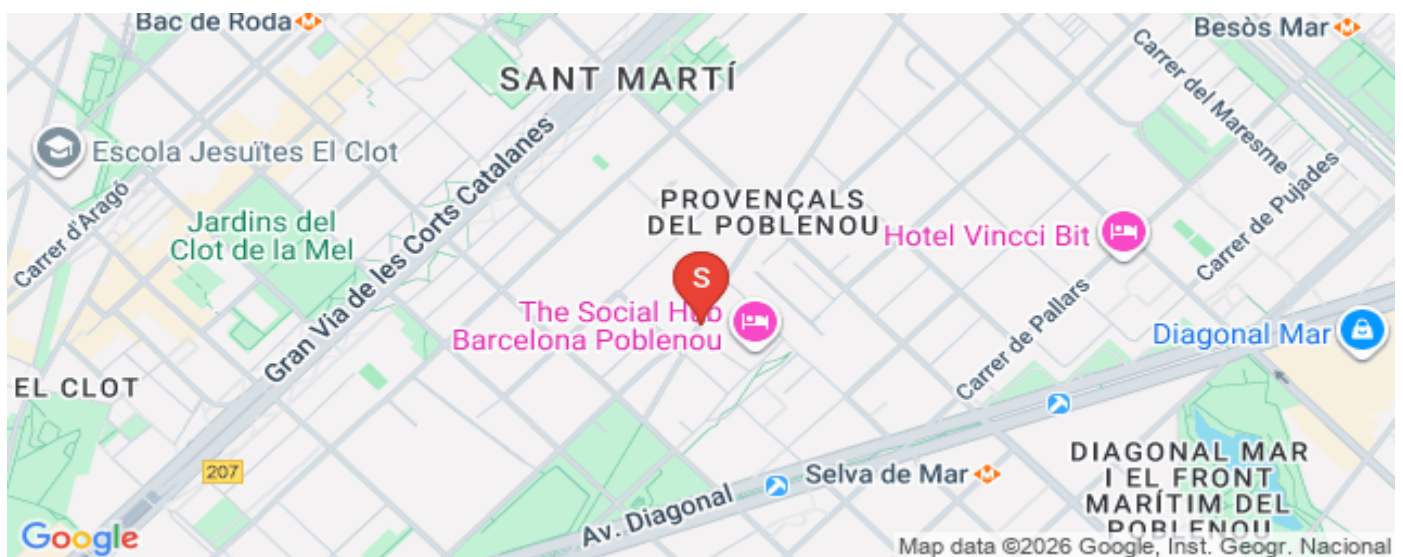 Bac de Roda
Besòs Mar
SANT MARTÍ
Carrer del Maresme
Escola Jesuïtes El Clot
Gran Via de les Corts Catalanes
Carrer d'Aragó
Jardins del
Clot de la Mel
PROVENÇALS
DEL POBLENOU
Hotel Vincci Bit
Carrer de Pujades
S
The Social Hub
Barcelona Poblenou
Carrer de Pallars
Diagonal Mar
EL CLOT
207
Selva de Mar
Av. Diagonal
DIAGONAL MAR
I EL FRONT
MARÍTIM DEL
POBLENOU
Google
Map data ©2026 Google, Inst. Geogr. Nacional